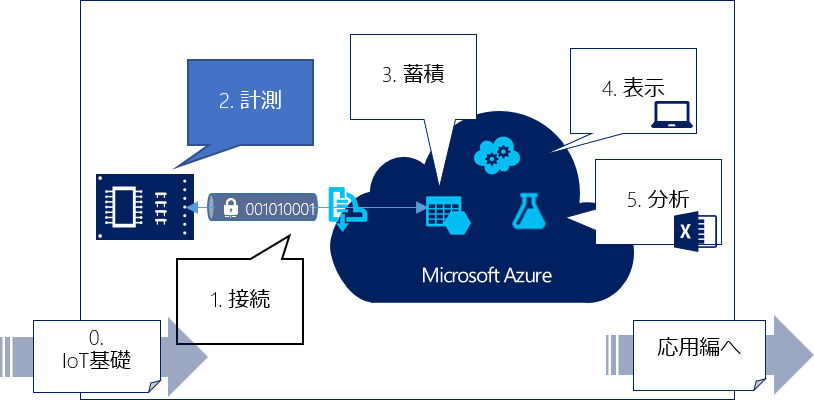 3. 蓄積
2. 計測
4. 表示
5. 分析
X
001010001
Microsoft Azure
1. 接続
0.
IoT基礎
応用編へ